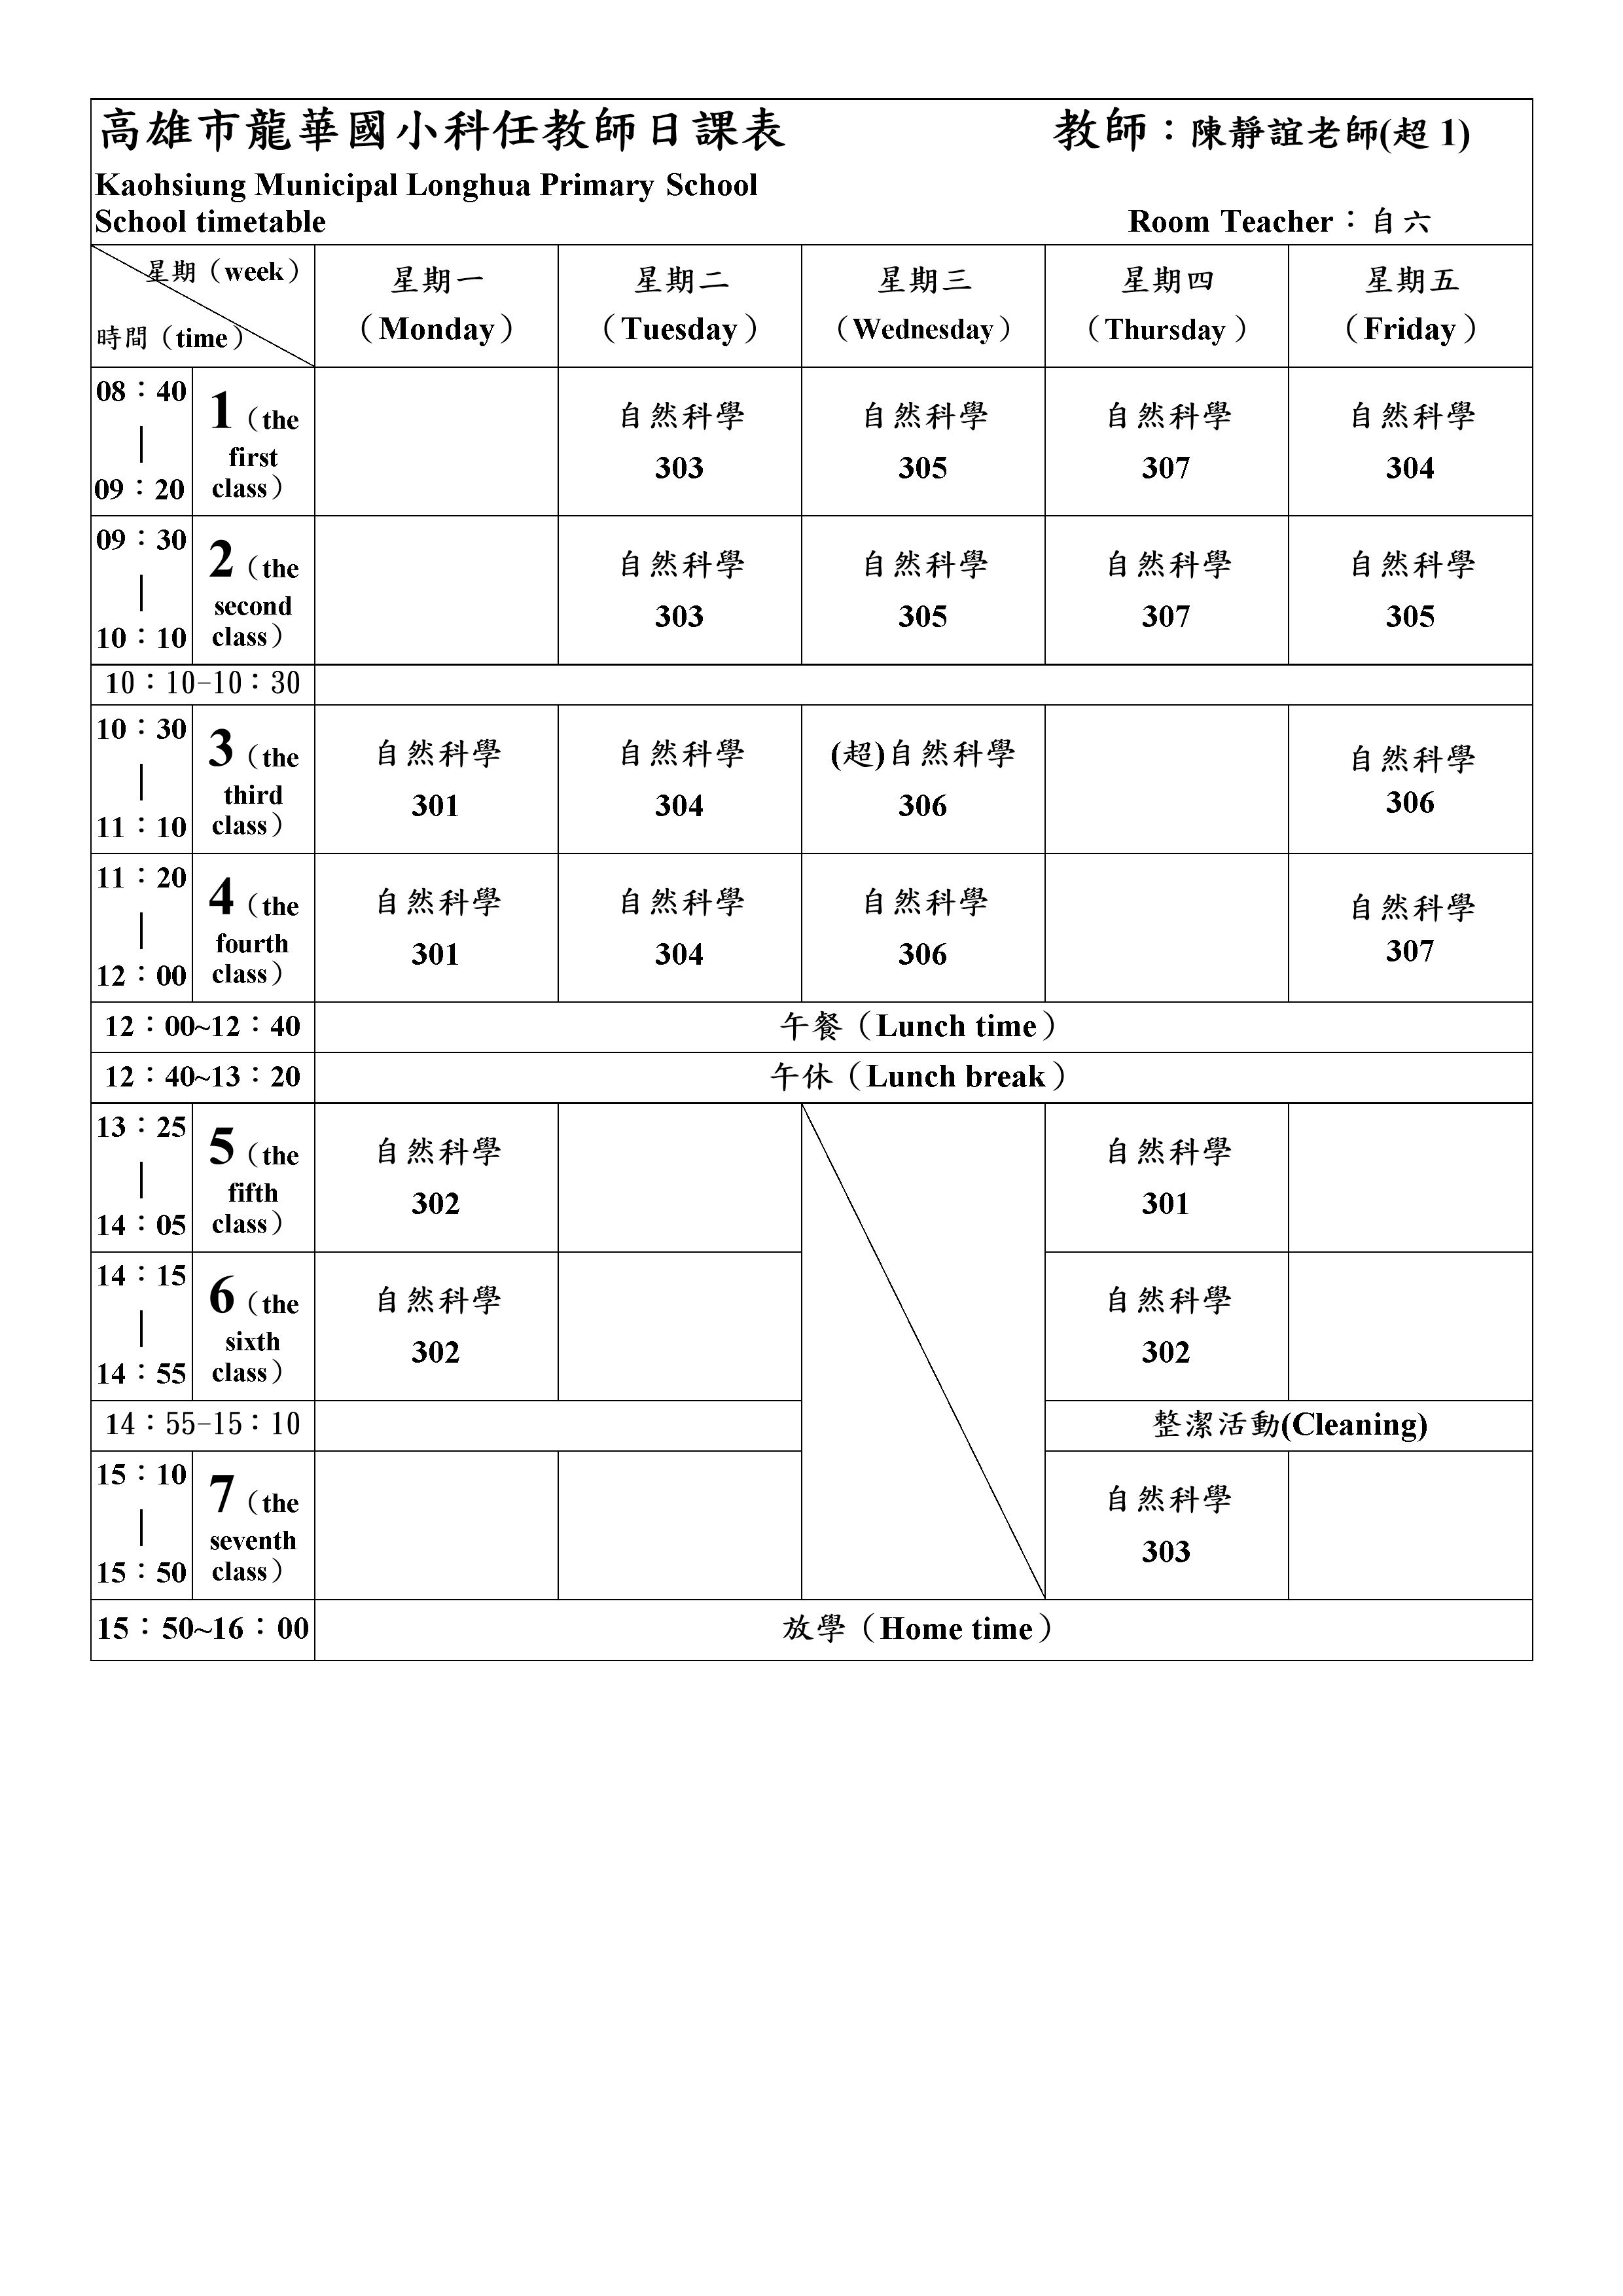 高雄市龍華國小科任教師日課表 教師：陳靜誼老師(超 1)
Kaohsiung Municipal Longhua Primary School
School timetable Room Teacher：自六
星期（week）
時間（time）
星期一 星期二 星期三 星期四 星期五
（Monday） （Tuesday） （Wednesday） （Thursday） （Friday）
08：40
｜
09：20
1（the
first
class）
自然科學 自然科學 自然科學 自然科學
303 305 307 304
09：30
｜
10：10
2（the
second
class）
自然科學 自然科學 自然科學 自然科學
303 305 307 305
10：10-10：30
10：30
｜
11：10
3（the
third
class）
自然科學 自然科學 (超)自然科學 自然科學
301 304 306 306
11：20
｜
12：00
4（the
fourth
class）
自然科學 自然科學 自然科學 自然科學
301 304 306 307
12：00~12：40 午餐（Lunch time）
12：40~13：20 午休（Lunch break）
13：25
｜
14：05
5（the
fifth
class）
自然科學 自然科學
302 301
14：15
｜
14：55
6（the
sixth
class）
自然科學 自然科學
302 302
14：55-15：10 整潔活動(Cleaning)
15：10
｜
15：50
7（the
seventh
class）
自然科學
303
15：50~16：00 放學（Home time）